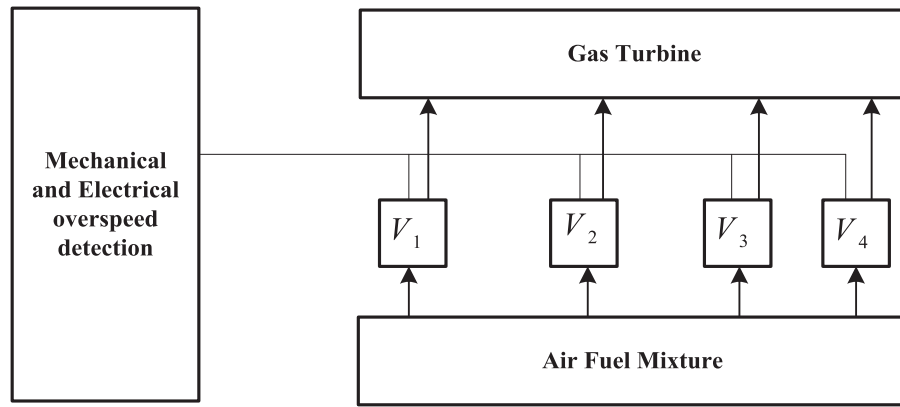 Gas Turbine
Mechanical
and Electrical
overspeed
detection
V1
V2
V3
V4
Air Fuel Mixture